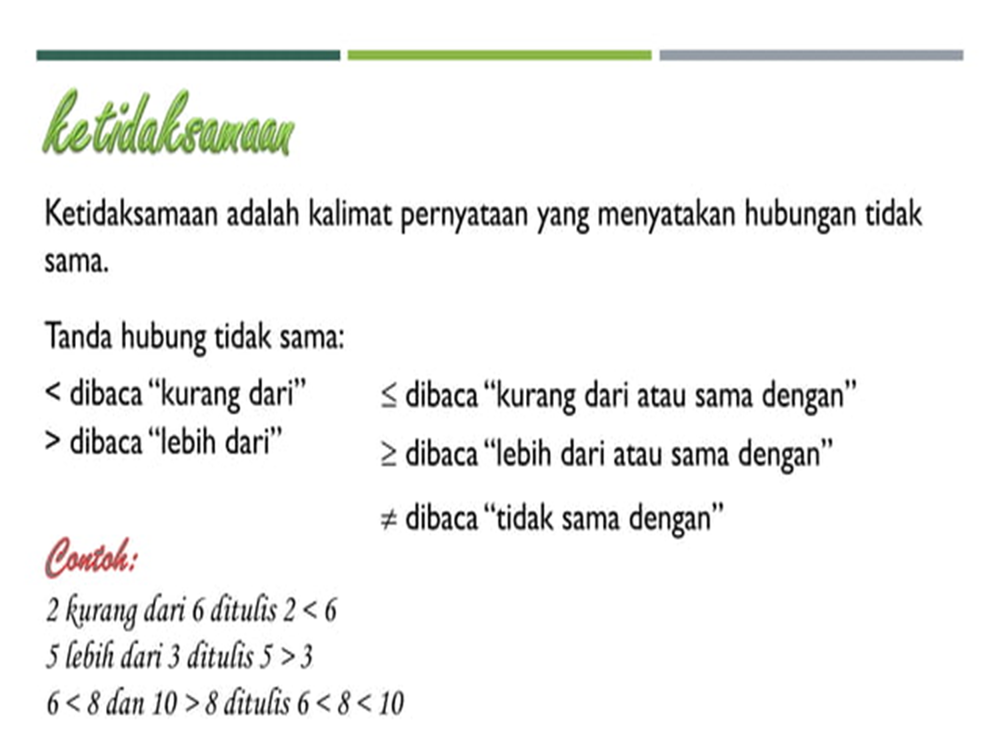 ketidaksamaan
Ketidaksamaan adalah kalimat pernyataan yang menyatakan hubungan tidak
sama.
Tanda hubung tidak sama:
< dibaca “kurang dari”
> dibaca “lebih dari”
≤ dibaca “kurang dari atau sama dengan”
≥ dibaca “lebih dari atau sama dengan”
≠ dibaca “tidak sama dengan”
Contoh:
2 kurang dari 6 ditulis 2 < 6
5 lebih dari 3 ditulis 5 > 3
6 < 8 dan 10 > 8 ditulis 6 < 8 < 10